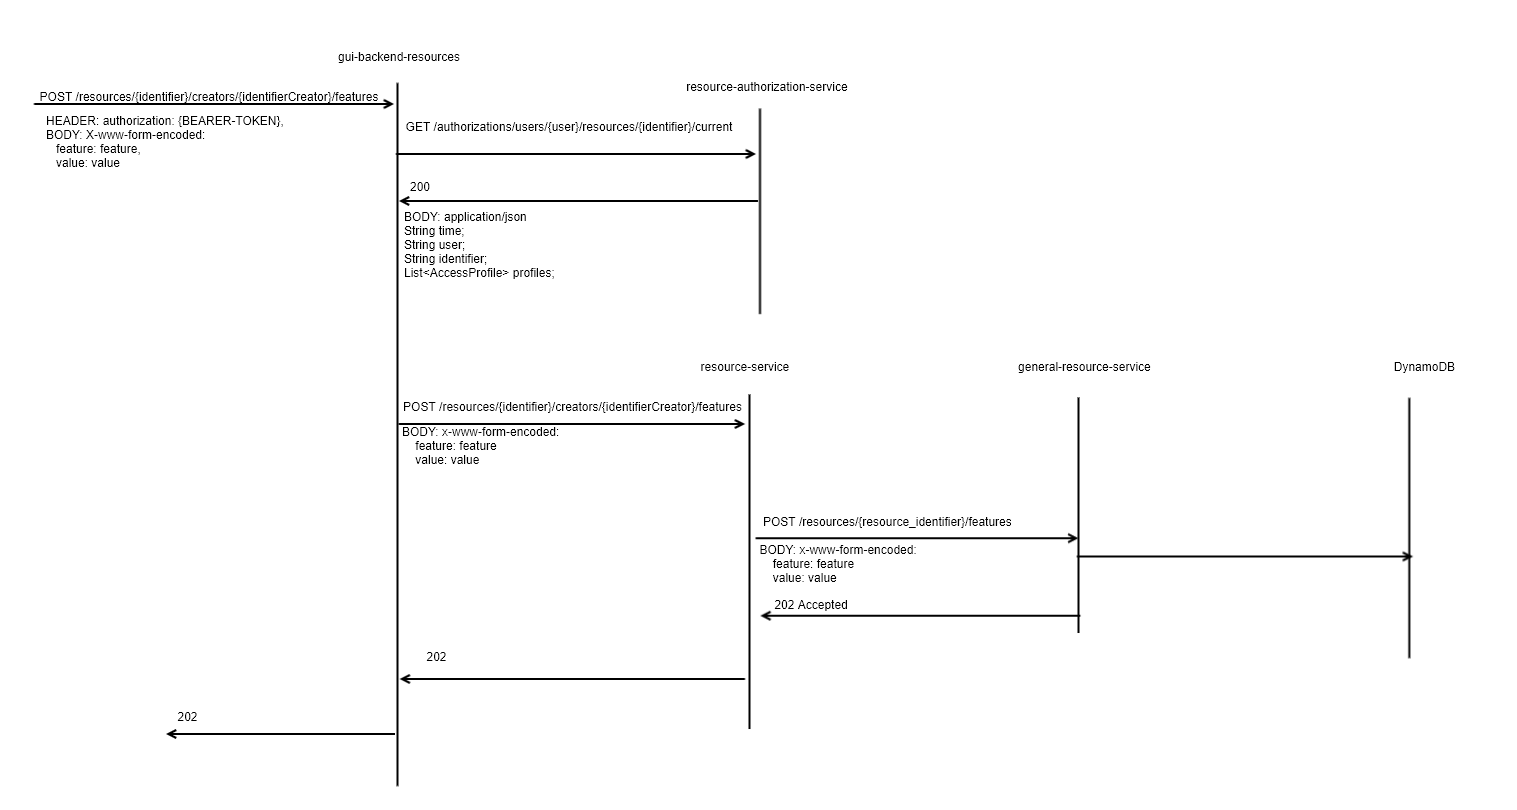 gui-backend-resources
resource-authorization-service
POST /resources/{identifier}/creators/{identifierCreator}/features
HEADER: authorization: {BEARER-TOKEN},
BODY: X-www-form-encoded:
feature: feature,
value: value
GET /authorizations/users/{user}/resources/{identifier}/current
200
BODY: application/json
String time;
String user;
String identifier;
List<AccessProfile> profiles;
resource-service
general-resource-service
DynamoDB
POST /resources/{identifier}/creators/{identifierCreator}/features
BODY: x-www-form-encoded:
feature: feature
value: value
POST /resources/{resource_identifier}/features
BODY: x-www-form-encoded:
feature: feature
value: value
202 Accepted
202
202